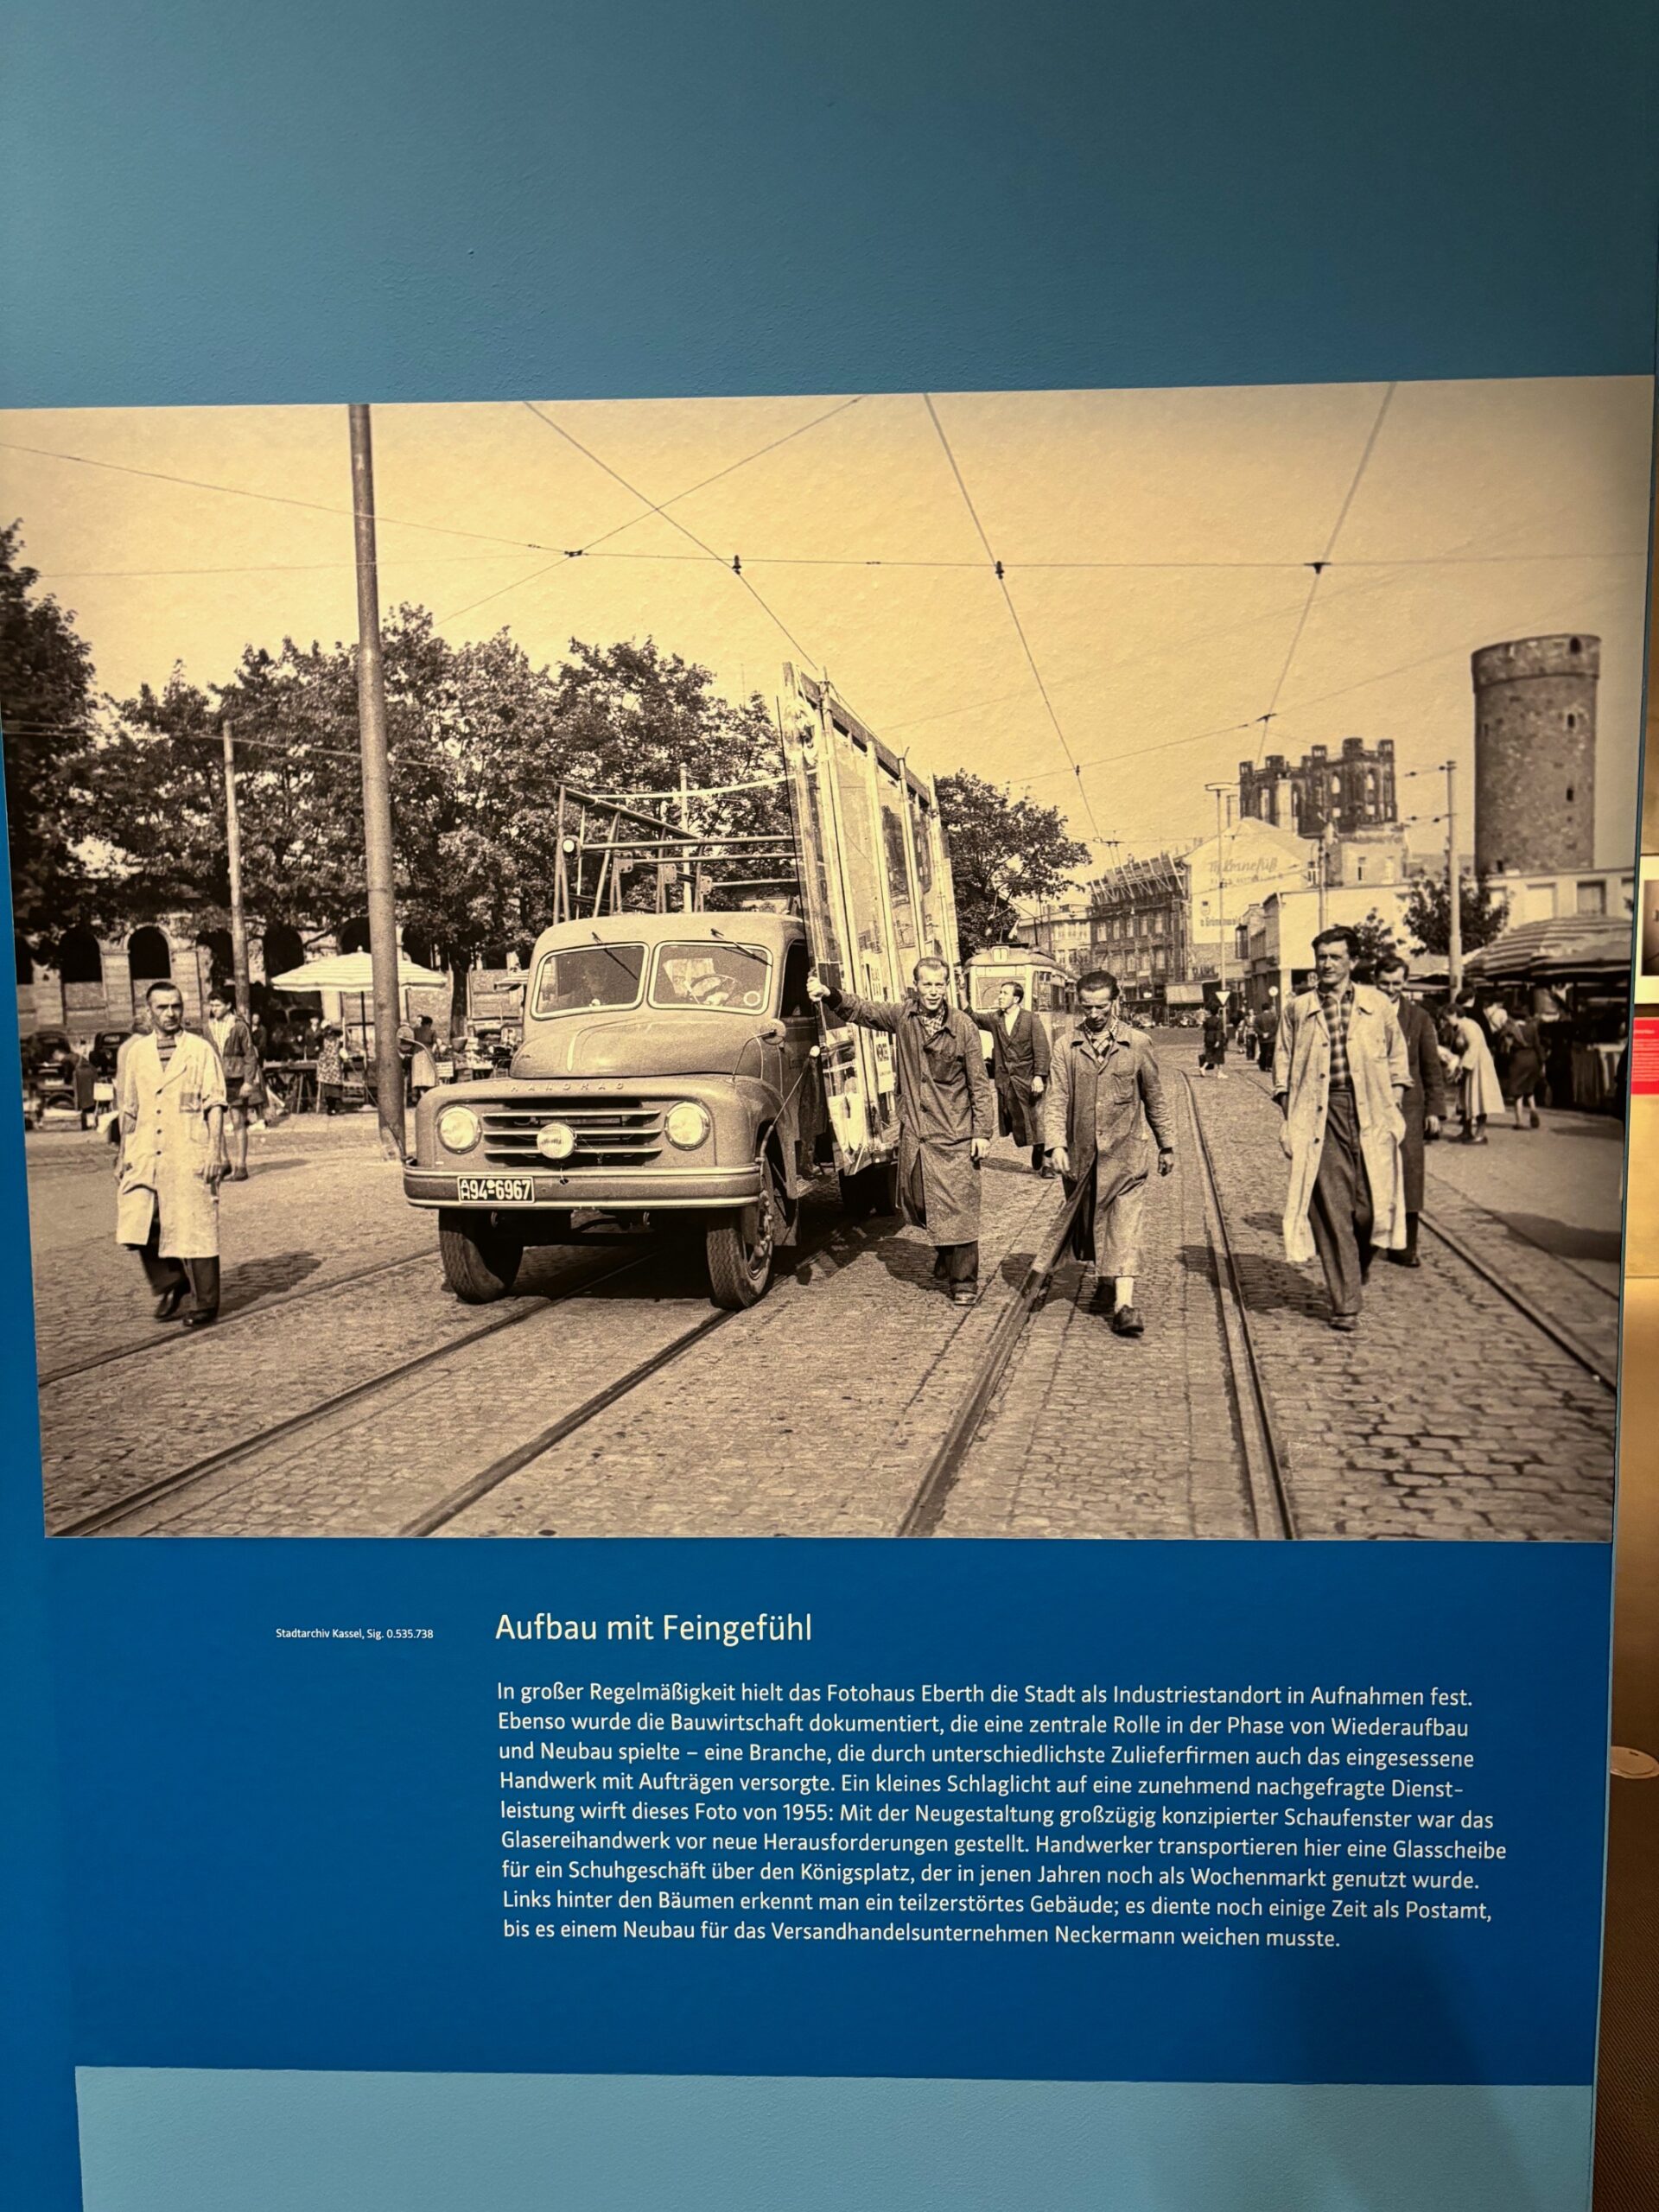 HANOMAG
AH 94-6967
Stadtarchiv Kassel, Sig. 0.535.738
Aufbau mit Feingefühl
In großer Regelmäßigkeit hielt das Fotohaus Eberth die Stadt als Industriestandort in Aufnahmen fest.
Ebenso wurde die Bauwirtschaft dokumentiert, die eine zentrale Rolle in der Phase von Wiederaufbau
und Neubau spielte – eine Branche, die durch unterschiedlichste Zulieferfirmen auch das eingesessene
Handwerk mit Aufträgen versorgte. Ein kleines Schlaglicht auf eine zunehmend nachgefragte Dienst-
leistung wirft dieses Foto von 1955: Mit der Neugestaltung großzügig konzipierter Schaufenster war das
Glasereihandwerk vor neue Herausforderungen gestellt. Handwerker transportieren hier eine Glasscheibe
für ein Schuhgeschäft über den Königsplatz, der in jenen Jahren noch als Wochenmarkt genutzt wurde.
Links hinter den Bäumen erkennt man ein teilzerstörtes Gebäude; es diente noch einige Zeit als Postamt,
bis es einem Neubau für das Versandhandelsunternehmen Neckermann weichen musste.